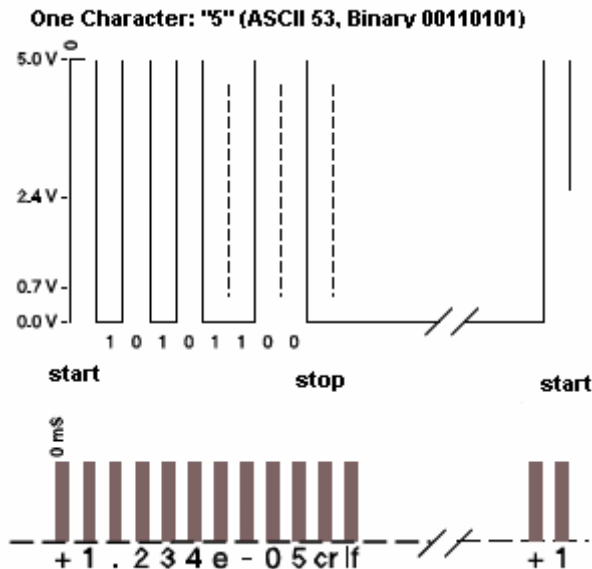 One Character: "5" (ASCII 53, Binary 00110101)
0
5.0 V
2.4 V
0.7 V
0.0 V
1 0 1 0 1 1 0 0
start stop start
0 mS
+ 1 . 2 3 4 e - 0 5 cr lf + 1